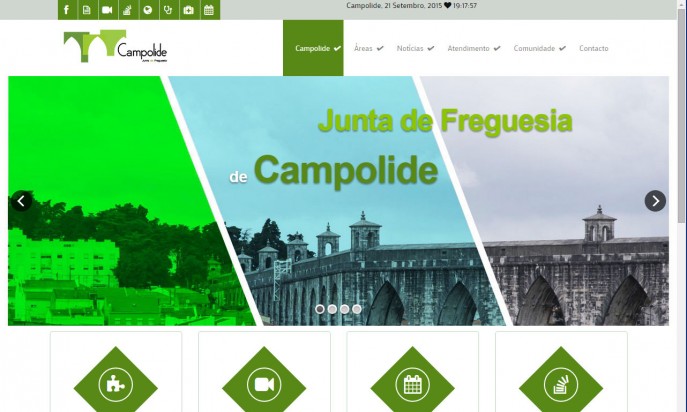 Campolide, 21 Setembro, 2015 19:17:57
Campolide
Junta de Freguesia
Campolide Áreas Notícias Atendimento Comunidade Contacto
Junta de Freguesia
de Campolide